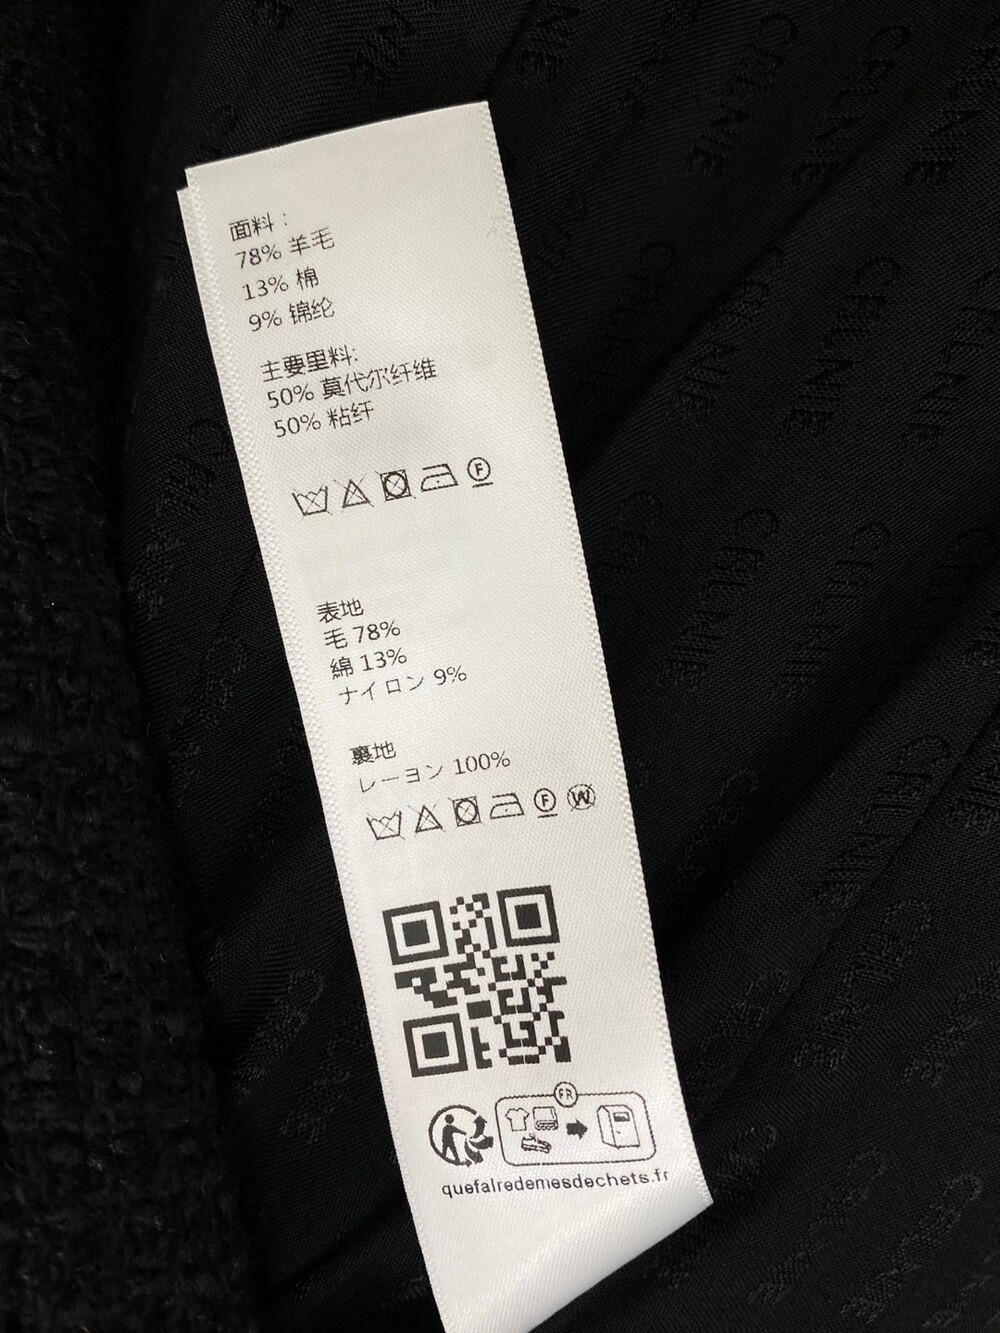 面料：
78% 羊毛
13% 棉
9% 锦纶
主要里料:
50% 莫代尔纤维
50% 粘纤
F
表地
毛 78%
綿 13%
ナイロン 9%
裏地
レーヨン 100%
F W
FR
quefairedemesdechets.fr